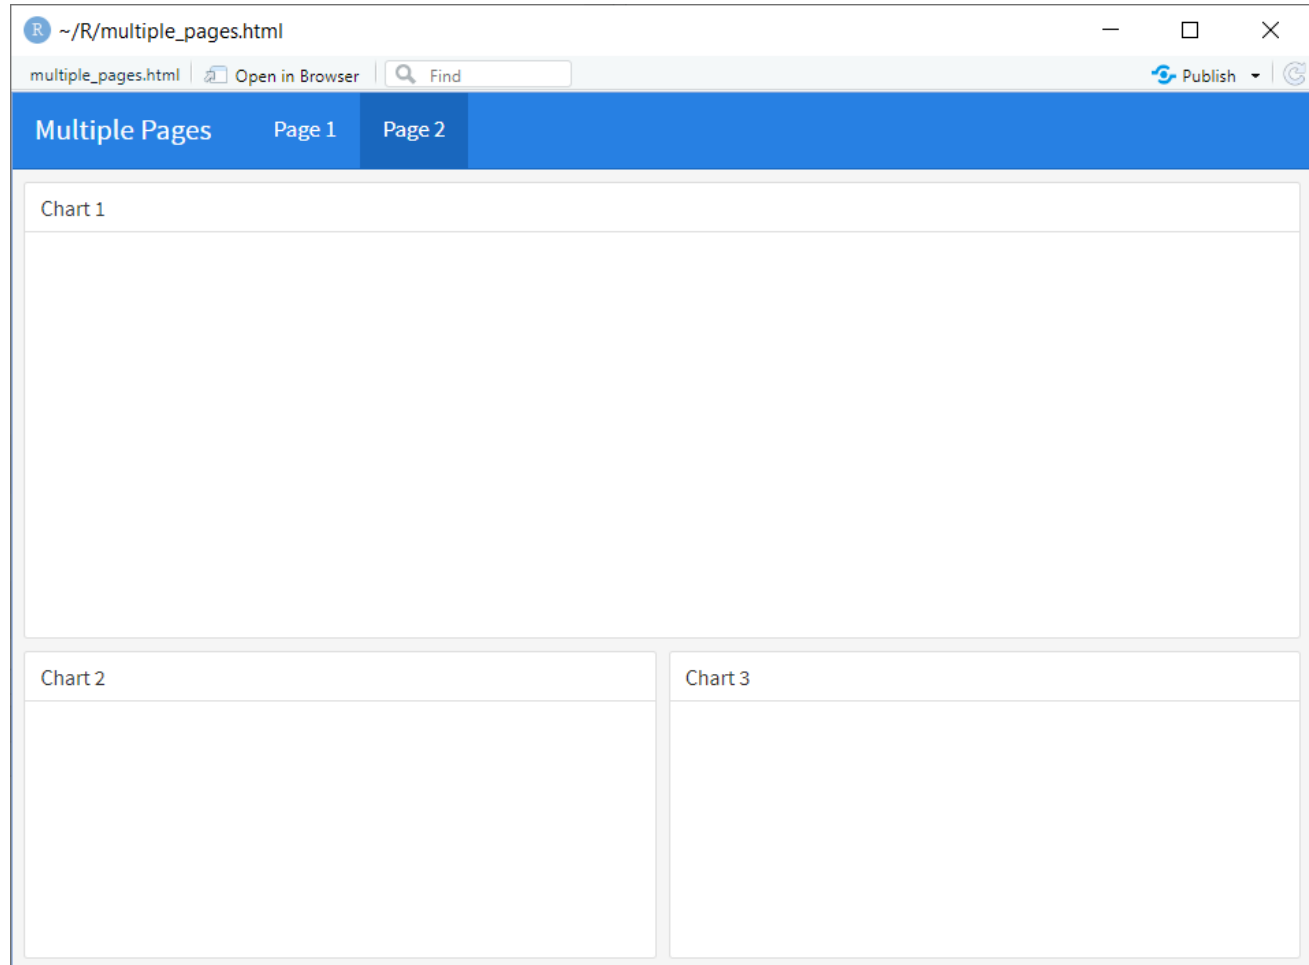 R ~/R/multiple_pages.html
multiple_pages.html Open in Browser Find Publish
Multiple Pages Page 1 Page 2
Chart 1
Chart 2 Chart 3